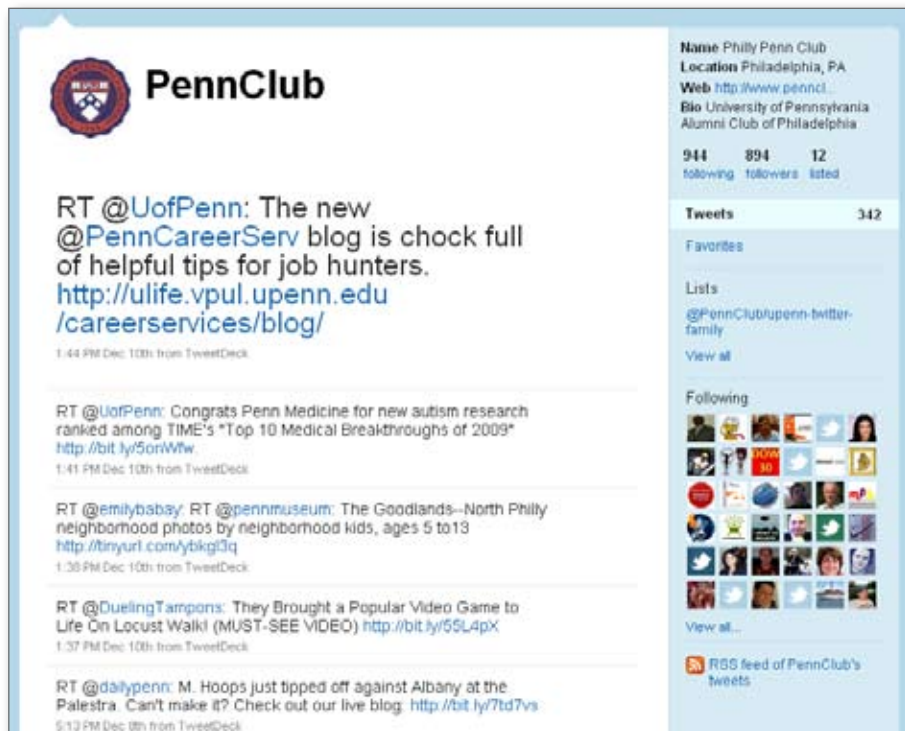 PennClub
RT @UofPenn: The new
@PennCareerServ blog is chock full
of helpful tips for job hunters.
http://ulife.vpul.upenn.edu
/careerservices/blog/
1:44 PM Dec 10th from TweetDeck
RT @UofPenn: Congrats Penn Medicine for new autism research
ranked among TIME's "Top 10 Medical Breakthroughs of 2009"
http://bit.ly/5onWfw.
1:41 PM Dec 10th from TweetDeck
RT @emilybabay: RT @pennmuseum: The Goodlands--North Philly
neighborhood photos by neighborhood kids, ages 5 to13
http://tinyurl.com/ybkgl3q
1:38 PM Dec 10th from TweetDeck
RT @DuelingTampons: They Brought a Popular Video Game to
Life On Locust Walk! (MUST-SEE VIDEO) http://bit.ly/55L4pX
1:37 PM Dec 10th from TweetDeck
RT @dailypenn: M. Hoops just tipped off against Albany at the
Palestra. Can't make it? Check out our live blog: http://bit.ly/7td7vs
5:13 PM Dec 8th from TweetDeck
Name Philly Penn Club
Location Philadelphia, PA
Web http://www.penncl...
Bio University of Pennsylvania
Alumni Club of Philadelphia
944 894 12
following followers listed
Tweets 342
Favorites
Lists
@PennClub/upenn-twitter-
family
View all
Following
DOW
30
View all...
RSS feed of PennClub's
tweets